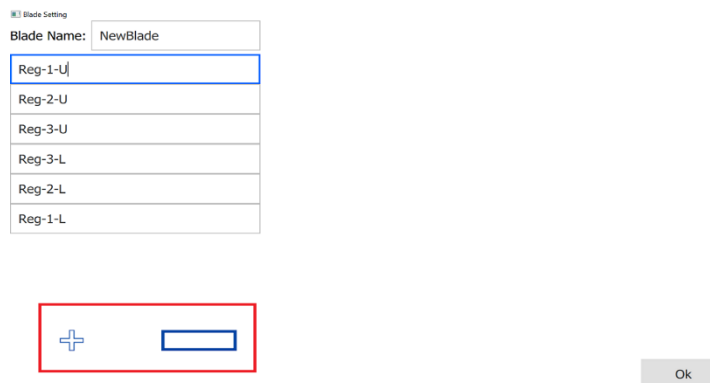 Blade Setting
Blade Name: NewBlade
Reg-1-U
Reg-2-U
Reg-3-U
Reg-3-L
Reg-2-L
Reg-1-L
Ok